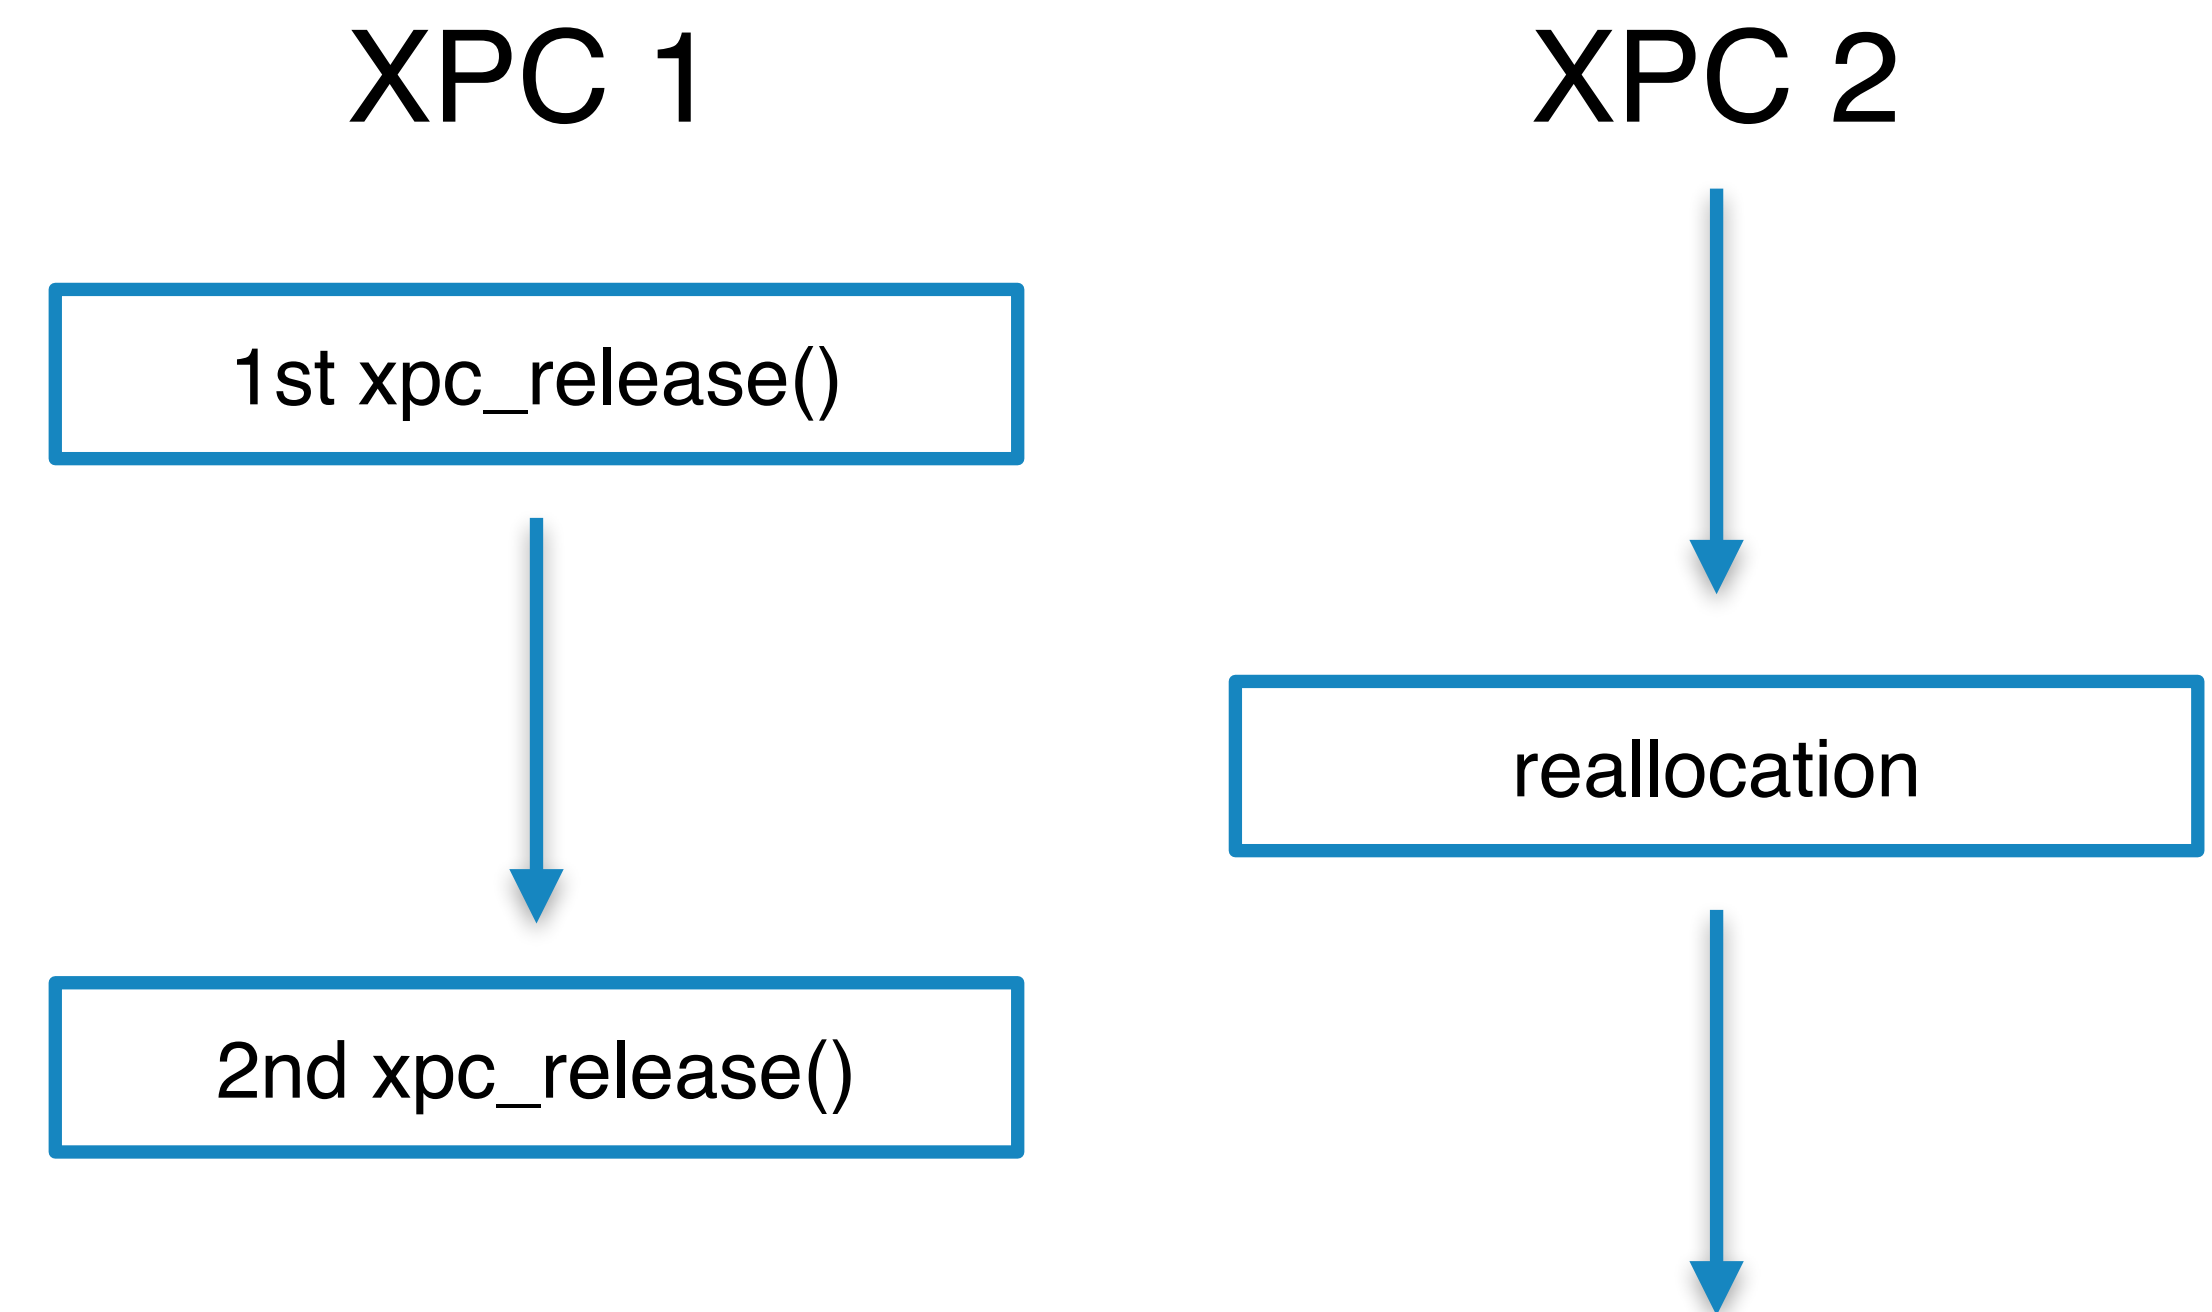 XPC 1
XPC 2
1st xpc_release()
reallocation
2nd xpc_release()